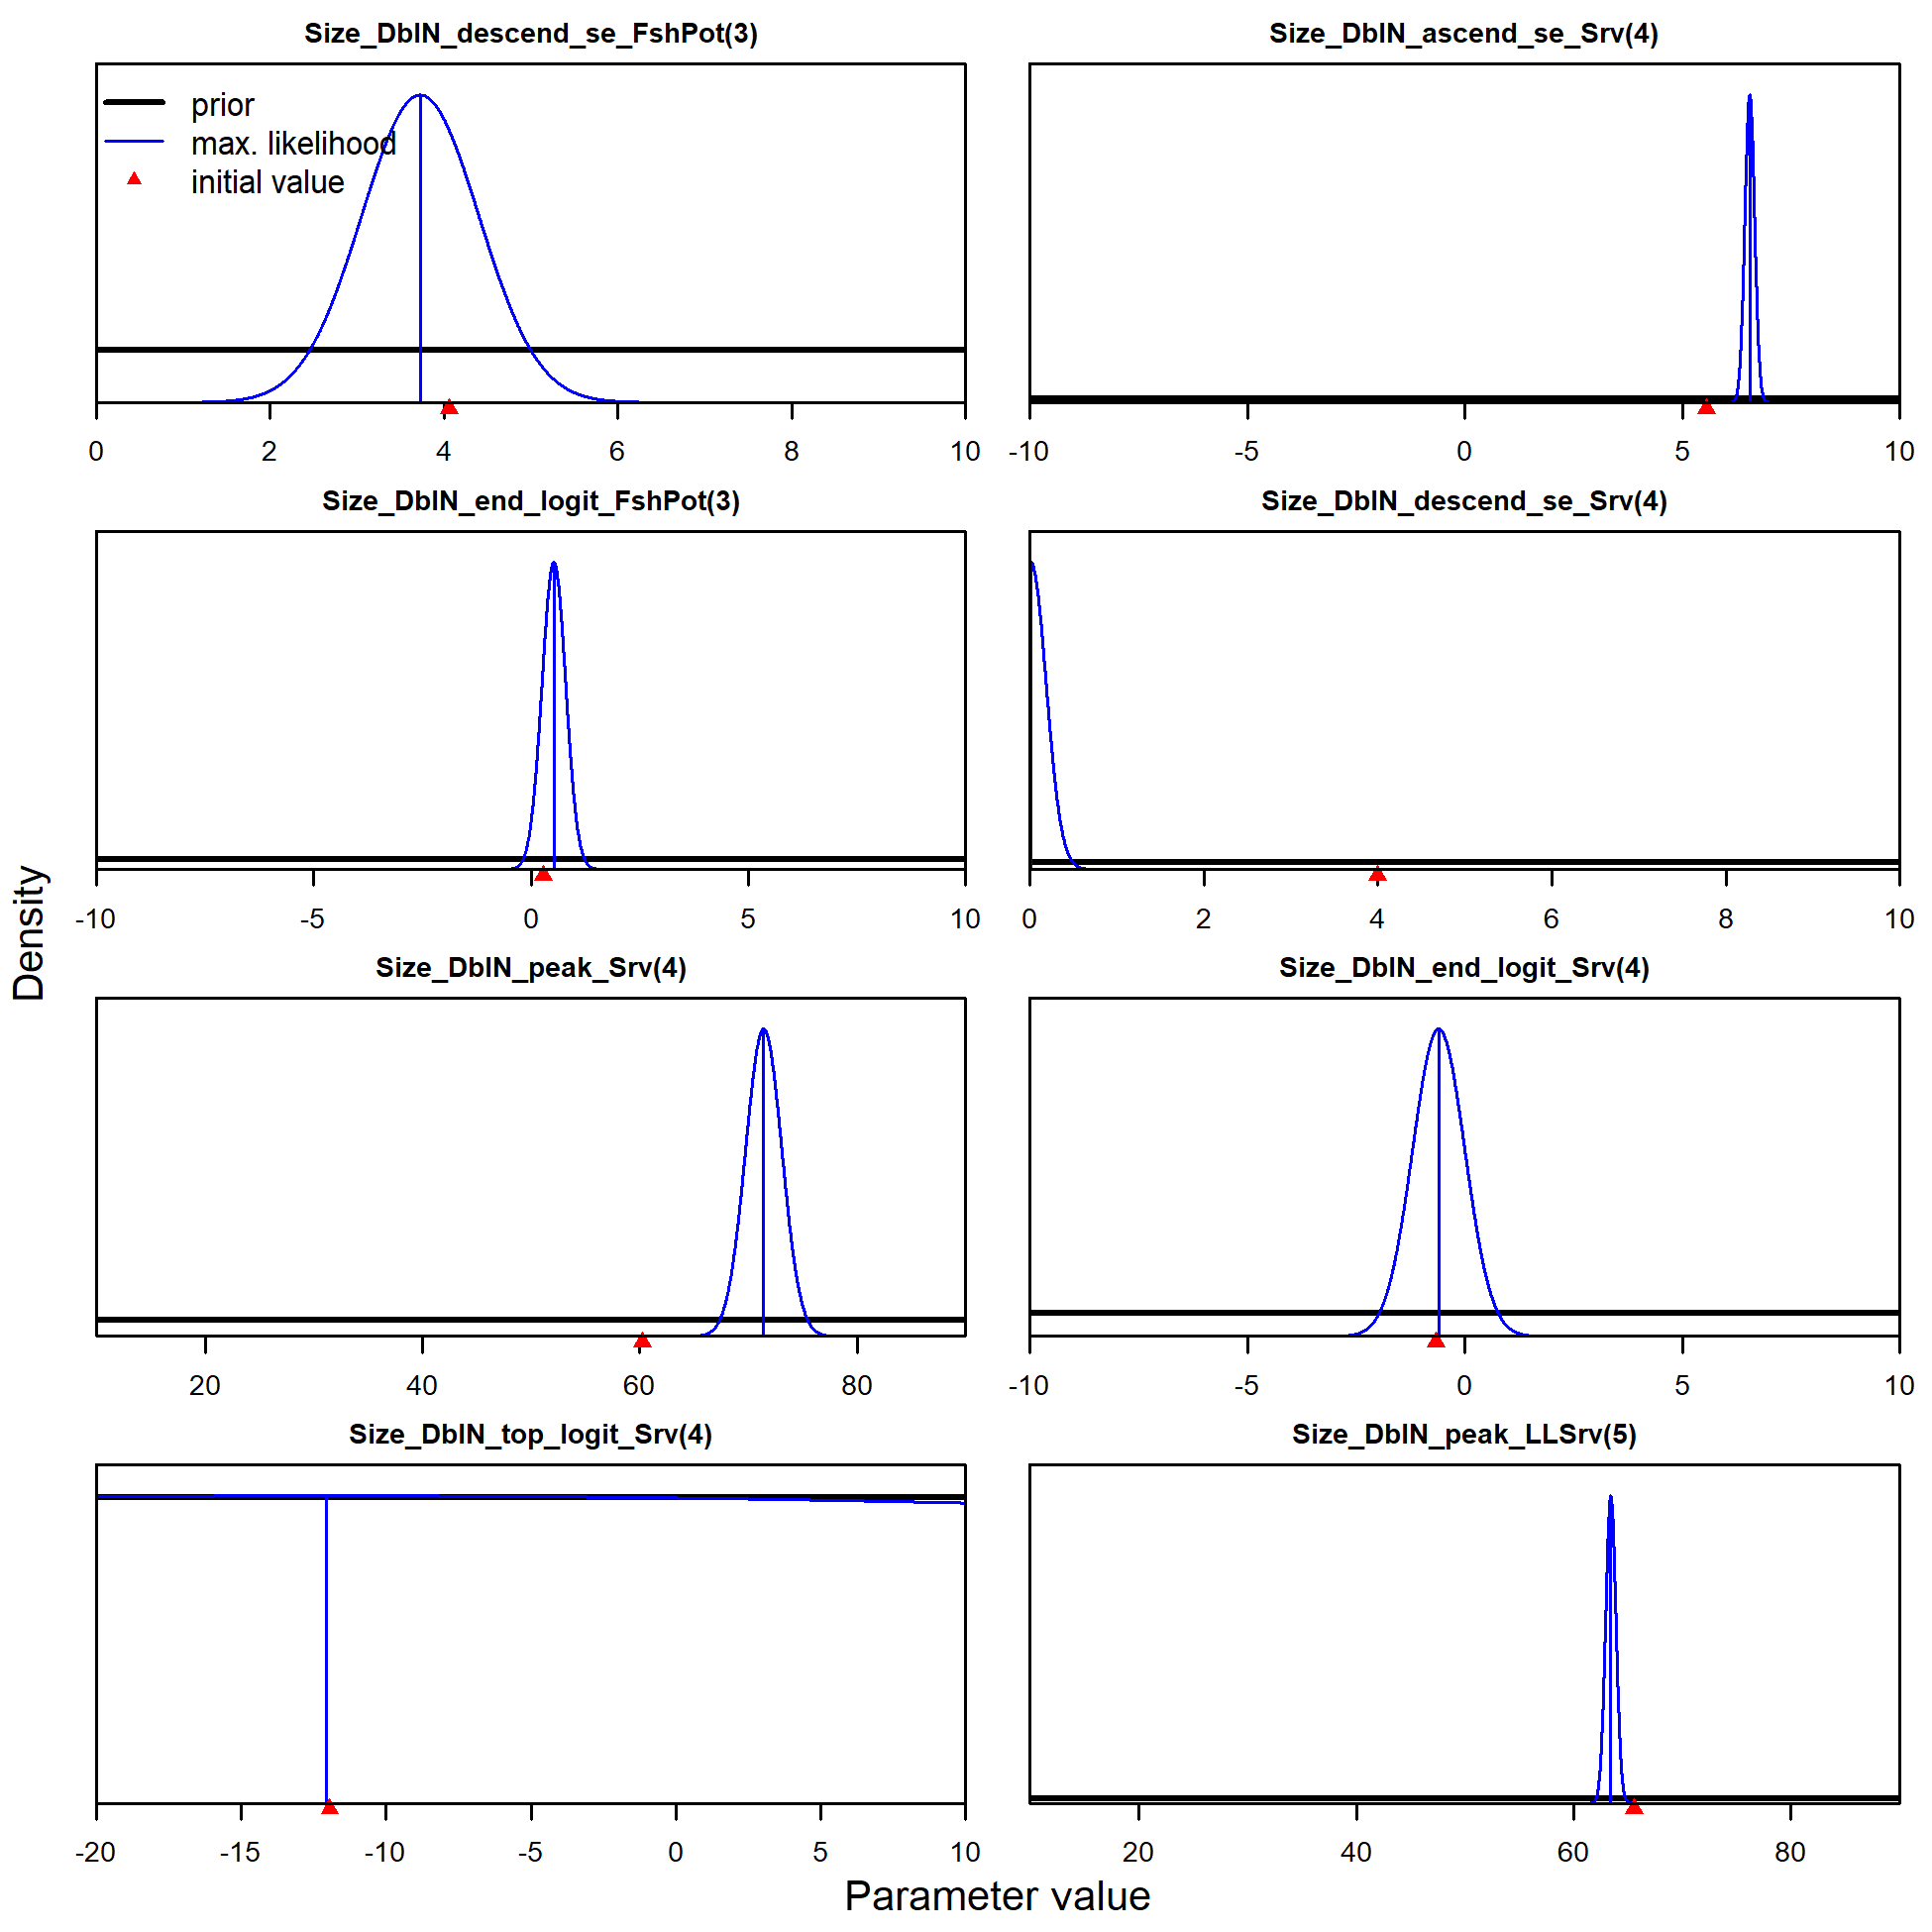 Size_DblN_descend_se_FshPot(3)
prior
max. likelihood
initial value
0 2 4 6 8 10
Size_DblN_ascend_se_Srv(4)
-10 -5 0 5 10
Size_DblN_end_logit_FshPot(3)
-10 -5 0 5 10
Size_DblN_descend_se_Srv(4)
0 2 4 6 8 10
Size_DblN_peak_Srv(4)
20 40 60 80
Size_DblN_end_logit_Srv(4)
-10 -5 0 5 10
Size_DblN_top_logit_Srv(4)
-20 -15 -10 -5 0 5 10
Size_DblN_peak_LLSrv(5)
20 40 60 80
Density
Parameter value